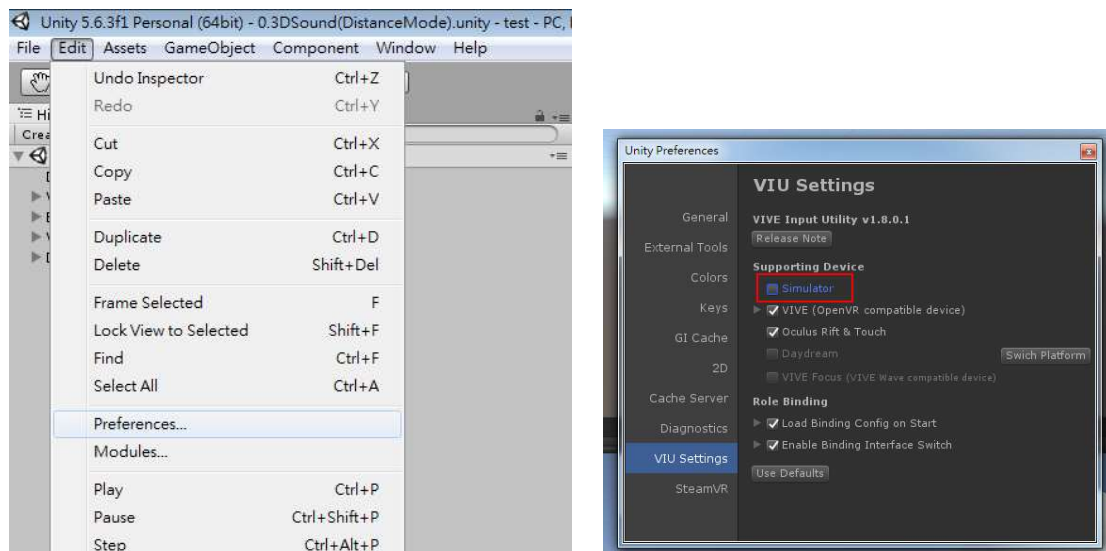 Unity 5.6.3f1 Personal (64bit) - 0.3DSound(DistanceMode).unity - test - PC,
File Edit Assets GameObject Component Window Help
Undo Inspector Ctrl+Z
Redo Ctrl+Y
Cut Ctrl+X
Copy Ctrl+C
Paste Ctrl+V
Duplicate Ctrl+D
Delete Shift+Del
Frame Selected F
Lock View to Selected Shift+F
Find Ctrl+F
Select All Ctrl+A
Preferences...
Modules...
Play Ctrl+P
Pause Ctrl+Shift+P
Step Ctrl+Alt+P
Unity Preferences
General
External Tools
Colors
Keys
GI Cache
2D
Cache Server
Diagnostics
VIU Settings
SteamVR
VIU Settings
VIVE Input Utility v1.8.0.1
Release Note
Supporting Device
Simulator
VIVE (OpenVR compatible device)
Oculus Rift & Touch
Daydream Swich Platform
VIVE Focus (VIVE Wave compatible device)
Role Binding
Load Binding Config on Start
Enable Binding Interface Switch
Use Defaults